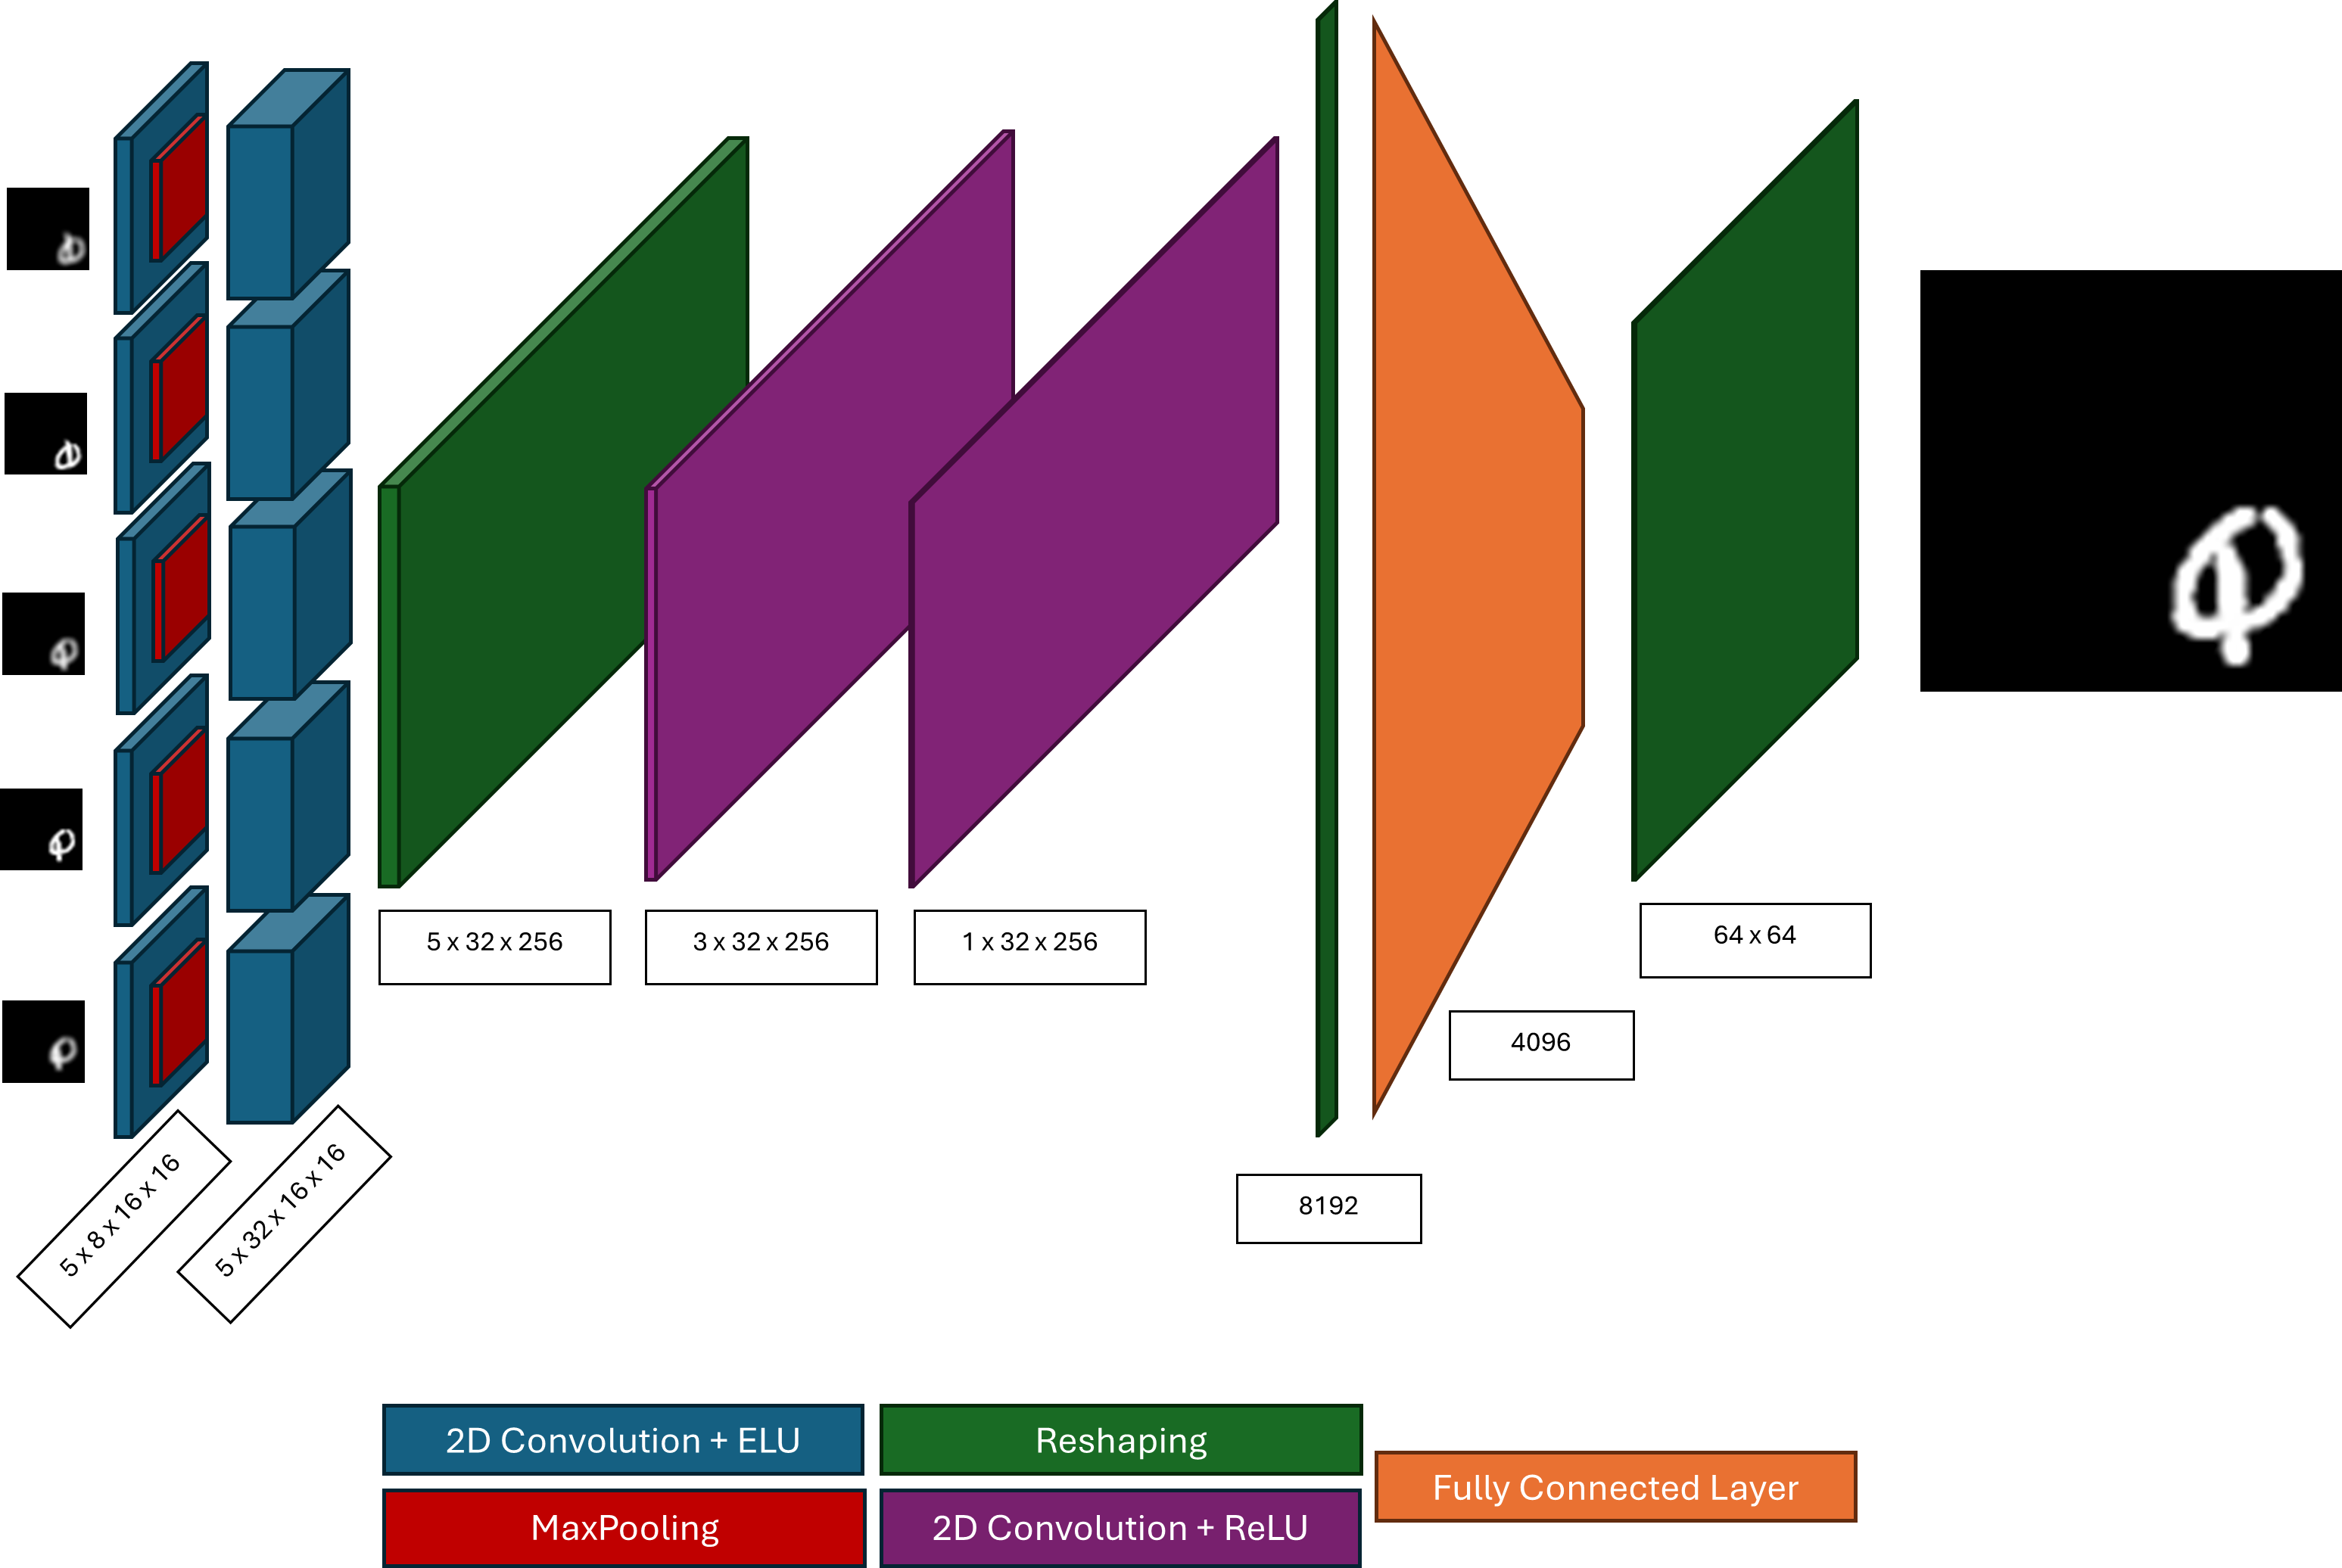 5 x 32 x 256
3 x 32 x 256
1 x 32 x 256
64 x 64
4096
8192
5 x 8 x 16 x 16
5 x 32 x 16 x 16
2D Convolution + ELU
Reshaping
Fully Connected Layer
MaxPooling
2D Convolution + ReLU